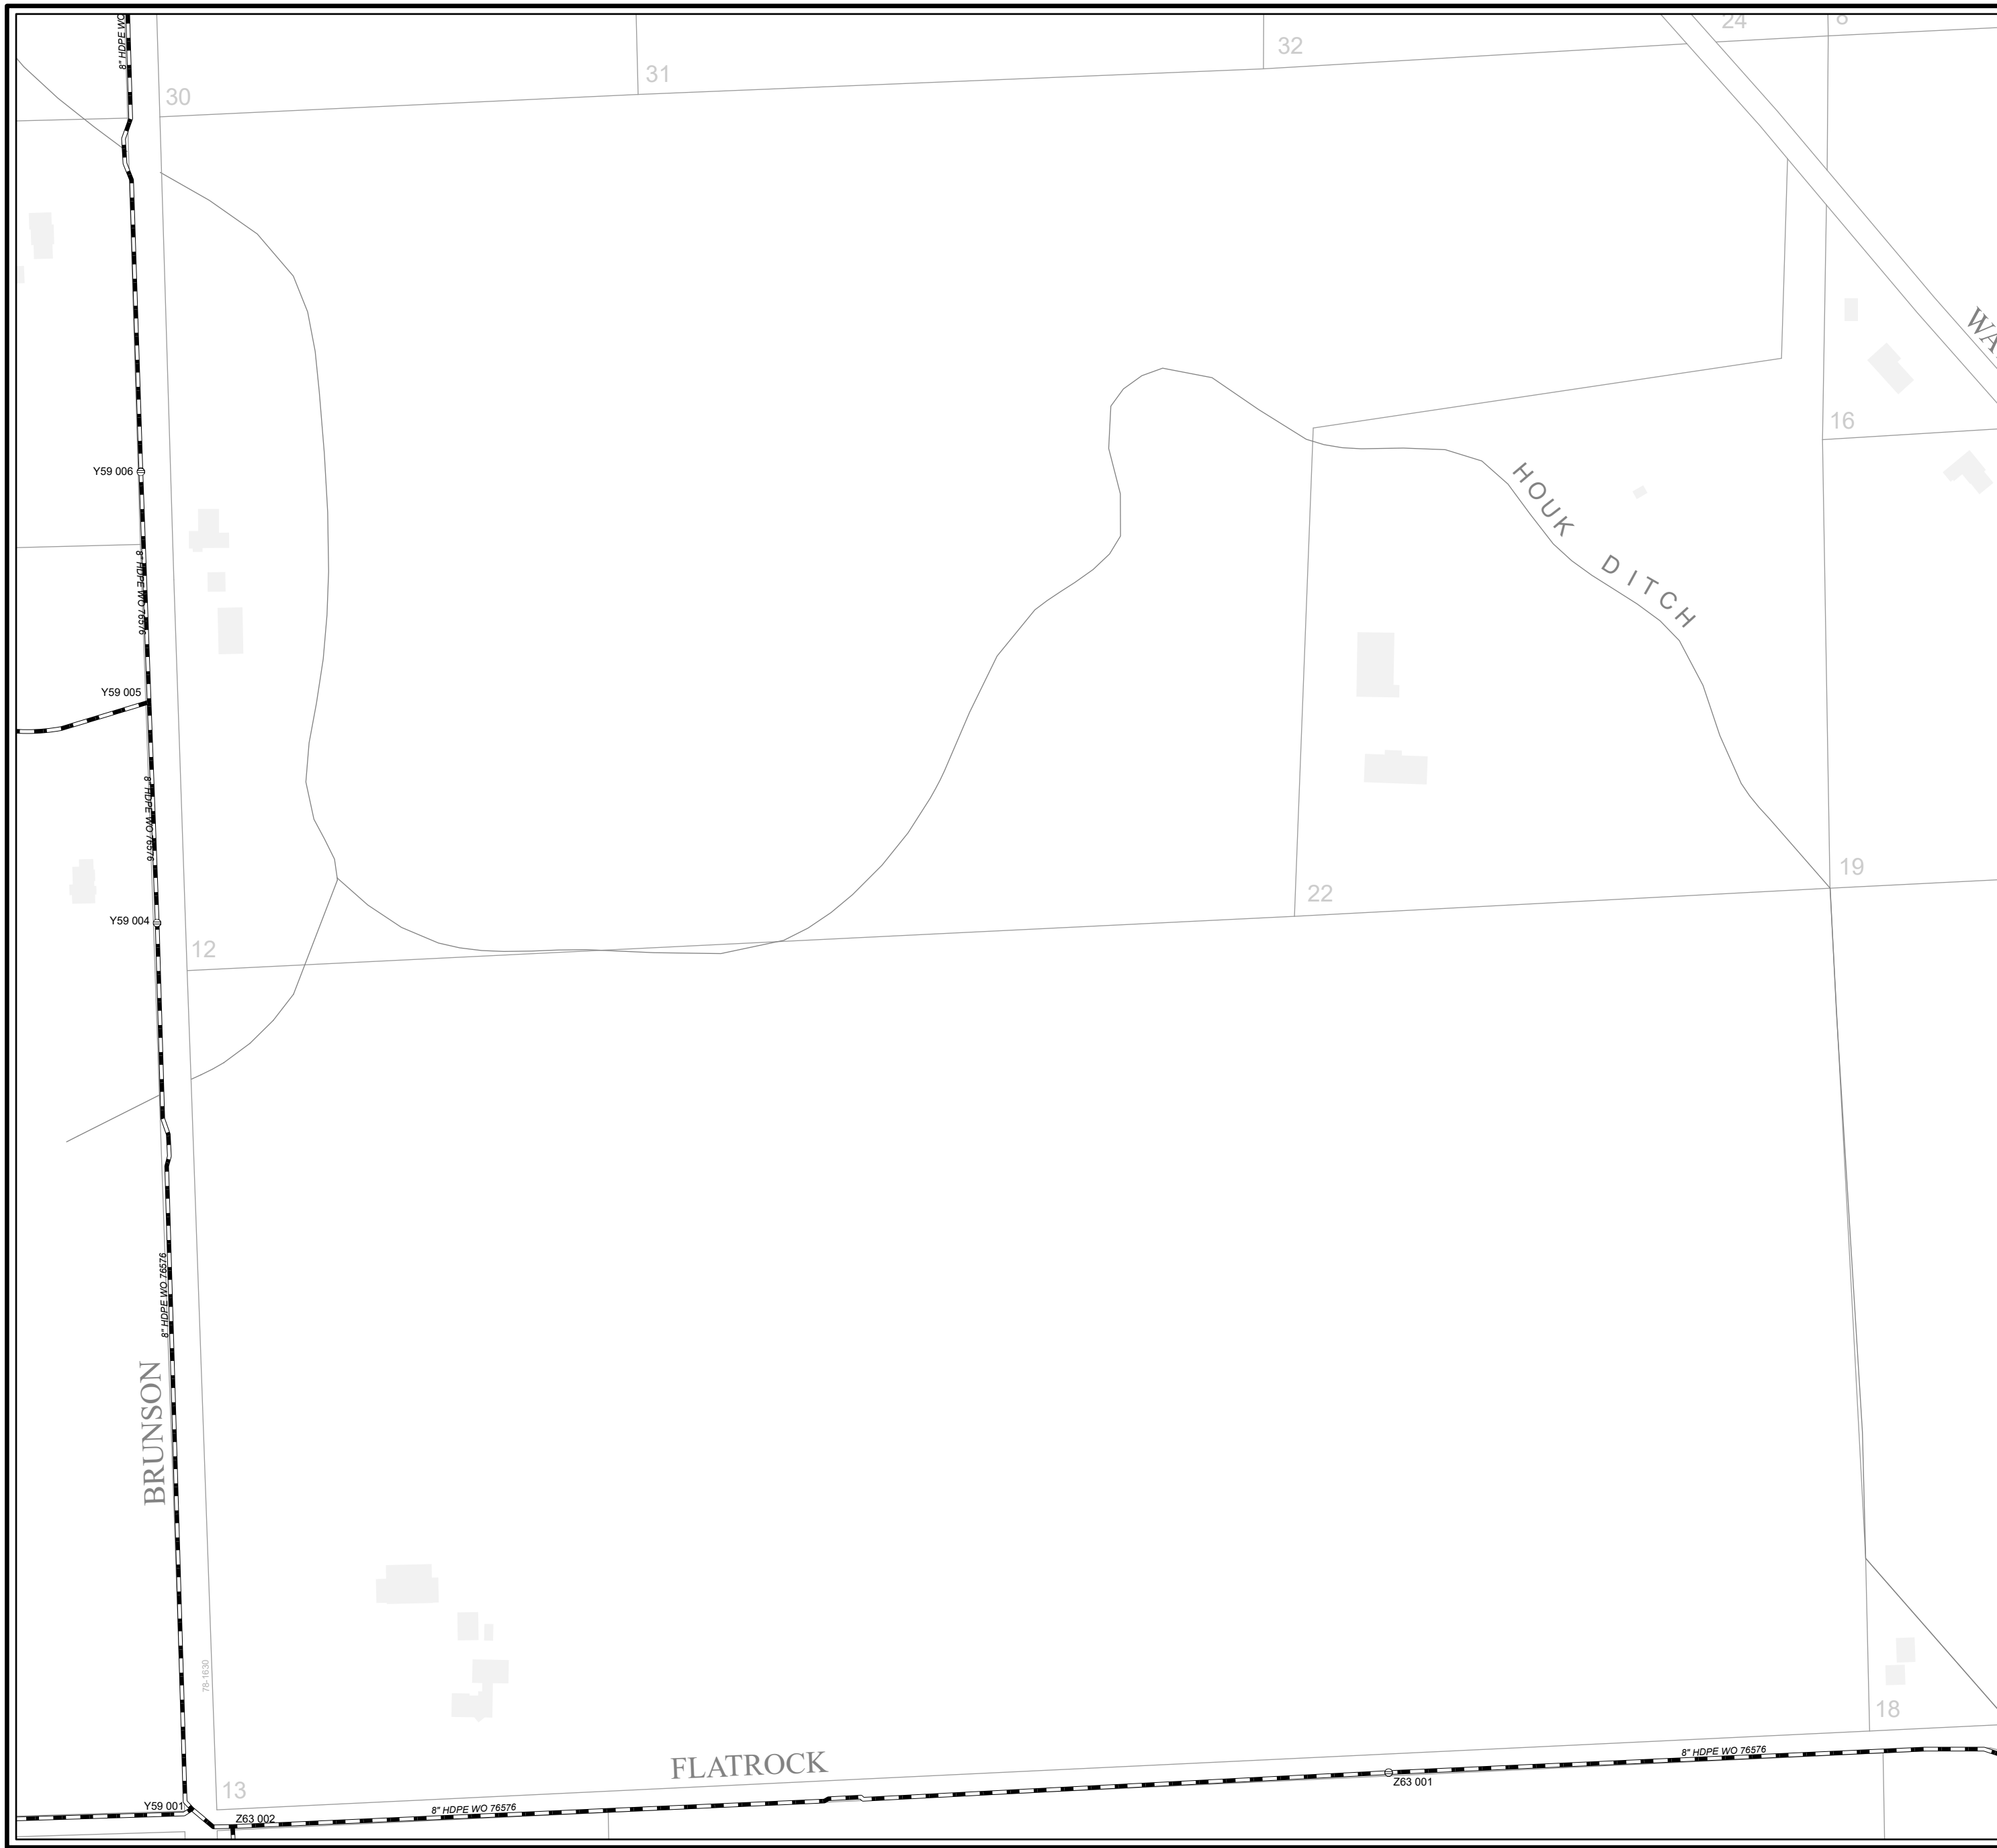 8" HDPE WO
24
8
32
31
30
WA
16
Y59 006
HOUK DITCH
8" HDPE WO 76576
Y59 005
8" HDPE WO 76576
19
22
Y59 004
12
8" HDPE WO 76576
BRUNSON
78-1630
18
8" HDPE WO 76576
FLATROCK
Z63 001
13
Y59 001
8" HDPE WO 76576
Z63 002